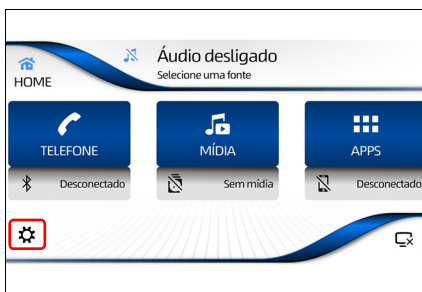 Áudio desligado
Selecione uma fonte
HOME
TELEFONE
MÍDIA
APPS
Desconectado
Sem mídia
Desconectado